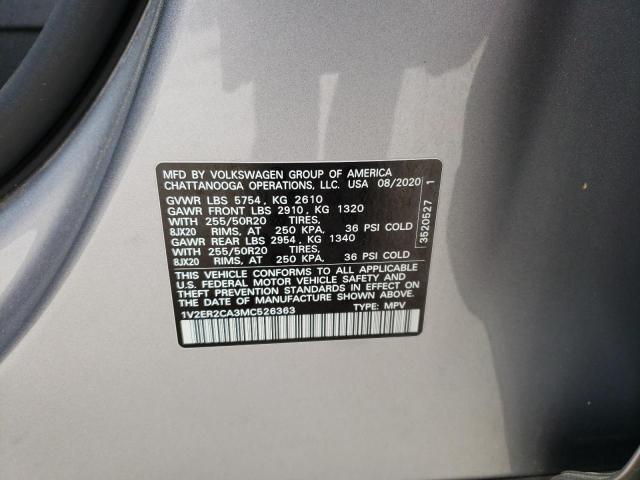 MFD BY VOLKSWAGEN GROUP OF AMERICA
CHATTANOOGA OPERATIONS, LLC. USA 08/2020
GVWR LBS 5754, KG 2610
GAWR FRONT LBS 2910, KG 1320
WITH 255/50R20 TIRES,
8JX20 RIMS, AT 250 KPA, 36 PSI COLD
GAWR REAR LBS 2954, KG 1340
WITH 255/50R20 TIRES,
8JX20 RIMS, AT 250 KPA, 36 PSI COLD
THIS VEHICLE CONFORMS TO ALL APPLICABLE
U.S. FEDERAL MOTOR VEHICLE SAFETY AND
THEFT PREVENTION STANDARDS IN EFFECT ON
THE DATE OF MANUFACTURE SHOWN ABOVE.
1V2ER2CA3MC526363 TYPE: MPV
3520527 1